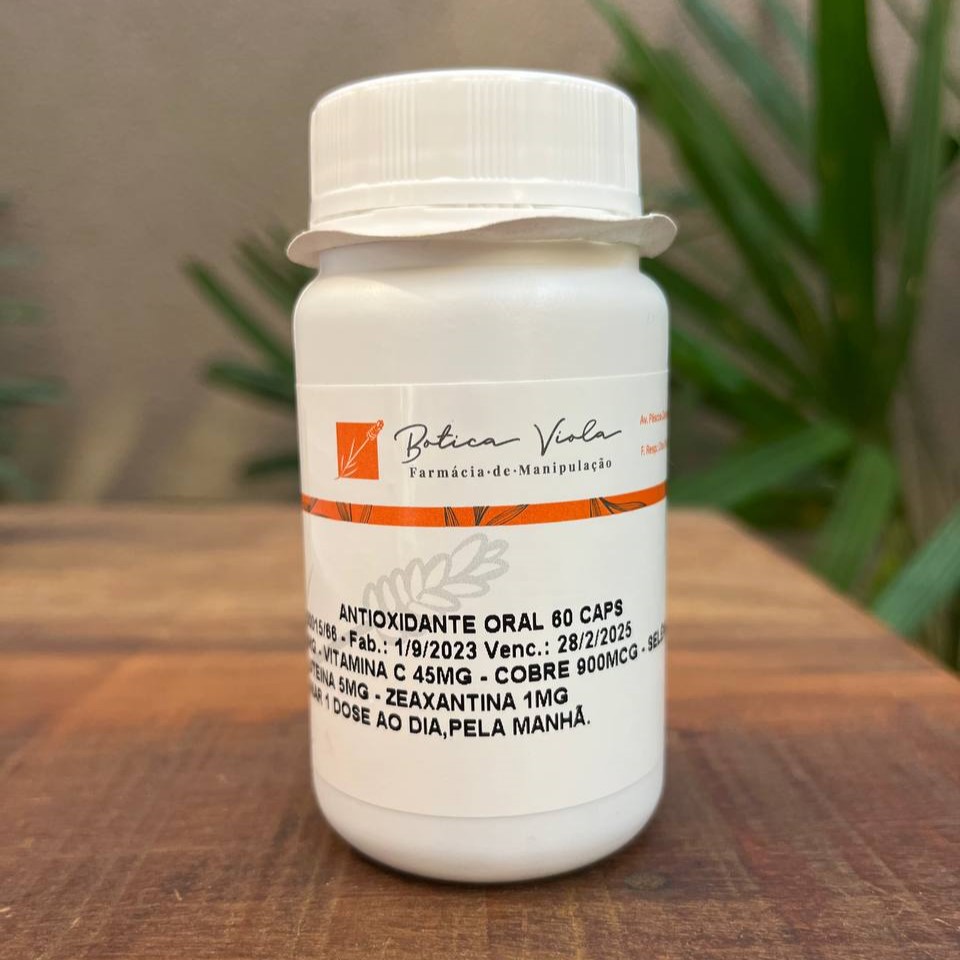 Botica Viola
Farmácia·de·Manipulação
ANTIOXIDANTE ORAL 60 CAPS
- Fab.: 1/9/2023 Venc.: 28/2/2025
- VITAMINA C 45MG - COBRE 900MCG -
5MG - ZEAXANTINA 1MG
1 DOSE AO DIA,PELA MANHÃ.